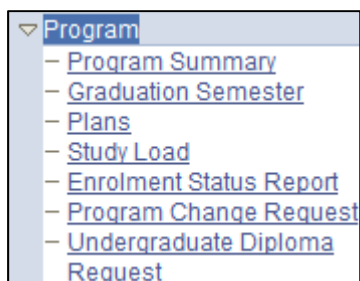 Program
– Program Summary
– Graduation Semester
– Plans
– Study Load
– Enrolment Status Report
– Program Change Request
– Undergraduate Diploma
Request